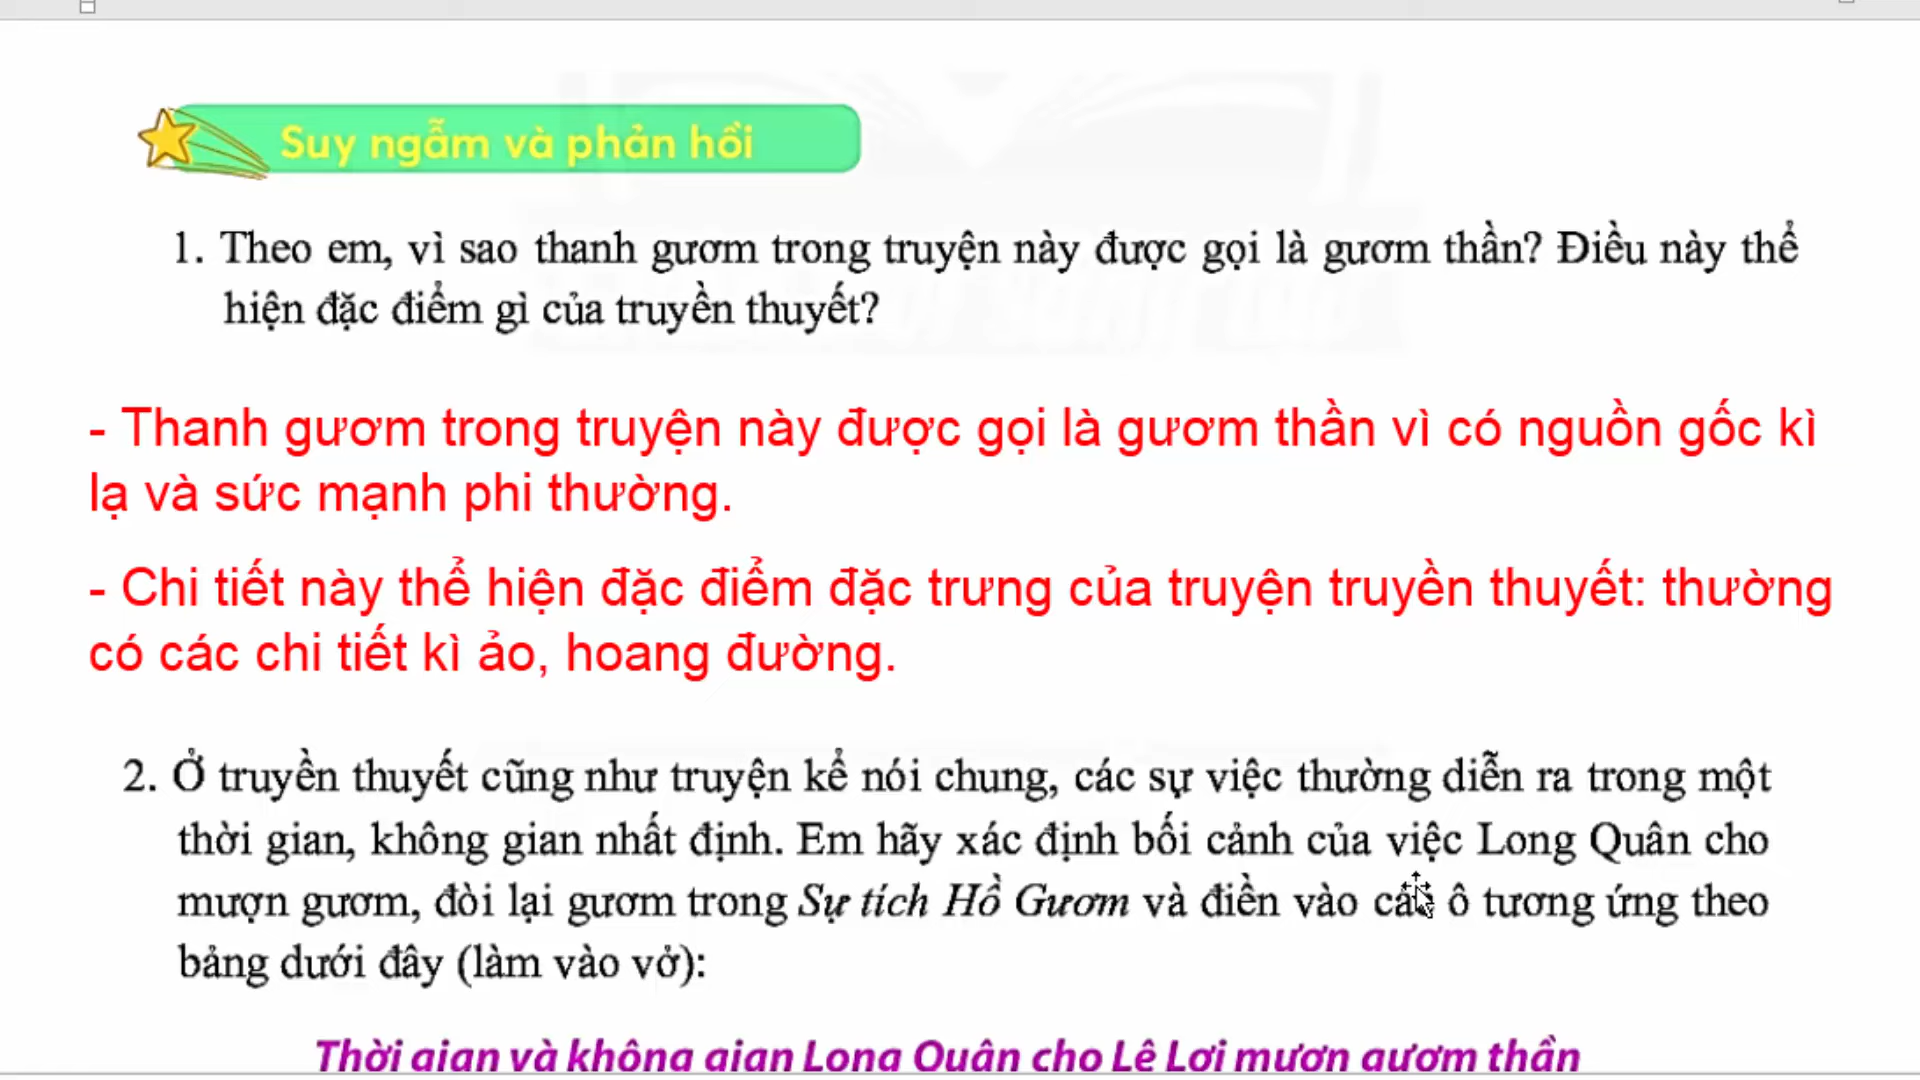 Suy ngẫm và phản hồi
1. Theo em, vì sao thanh gươm trong truyện này được gọi là gươm thần? Điều này thể
hiện đặc điểm gì của truyền thuyết?
- Thanh gươm trong truyện này được gọi là gươm thần vì có nguồn gốc kì
lạ và sức mạnh phi thường.
- Chi tiết này thể hiện đặc điểm đặc trưng của truyện truyền thuyết: thường
có các chi tiết kì ảo, hoang đường.
2. Ở truyền thuyết cũng như truyện kể nói chung, các sự việc thường diễn ra trong một
thời gian, không gian nhất định. Em hãy xác định bối cảnh của việc Long Quân cho
mượn gươm, đòi lại gươm trong Sự tích Hồ Gươm và điền vào các ô tương ứng theo
bảng dưới đây (làm vào vở):
Thời gian và không gian Long Quân cho Lê Lợi mượn gươm thần